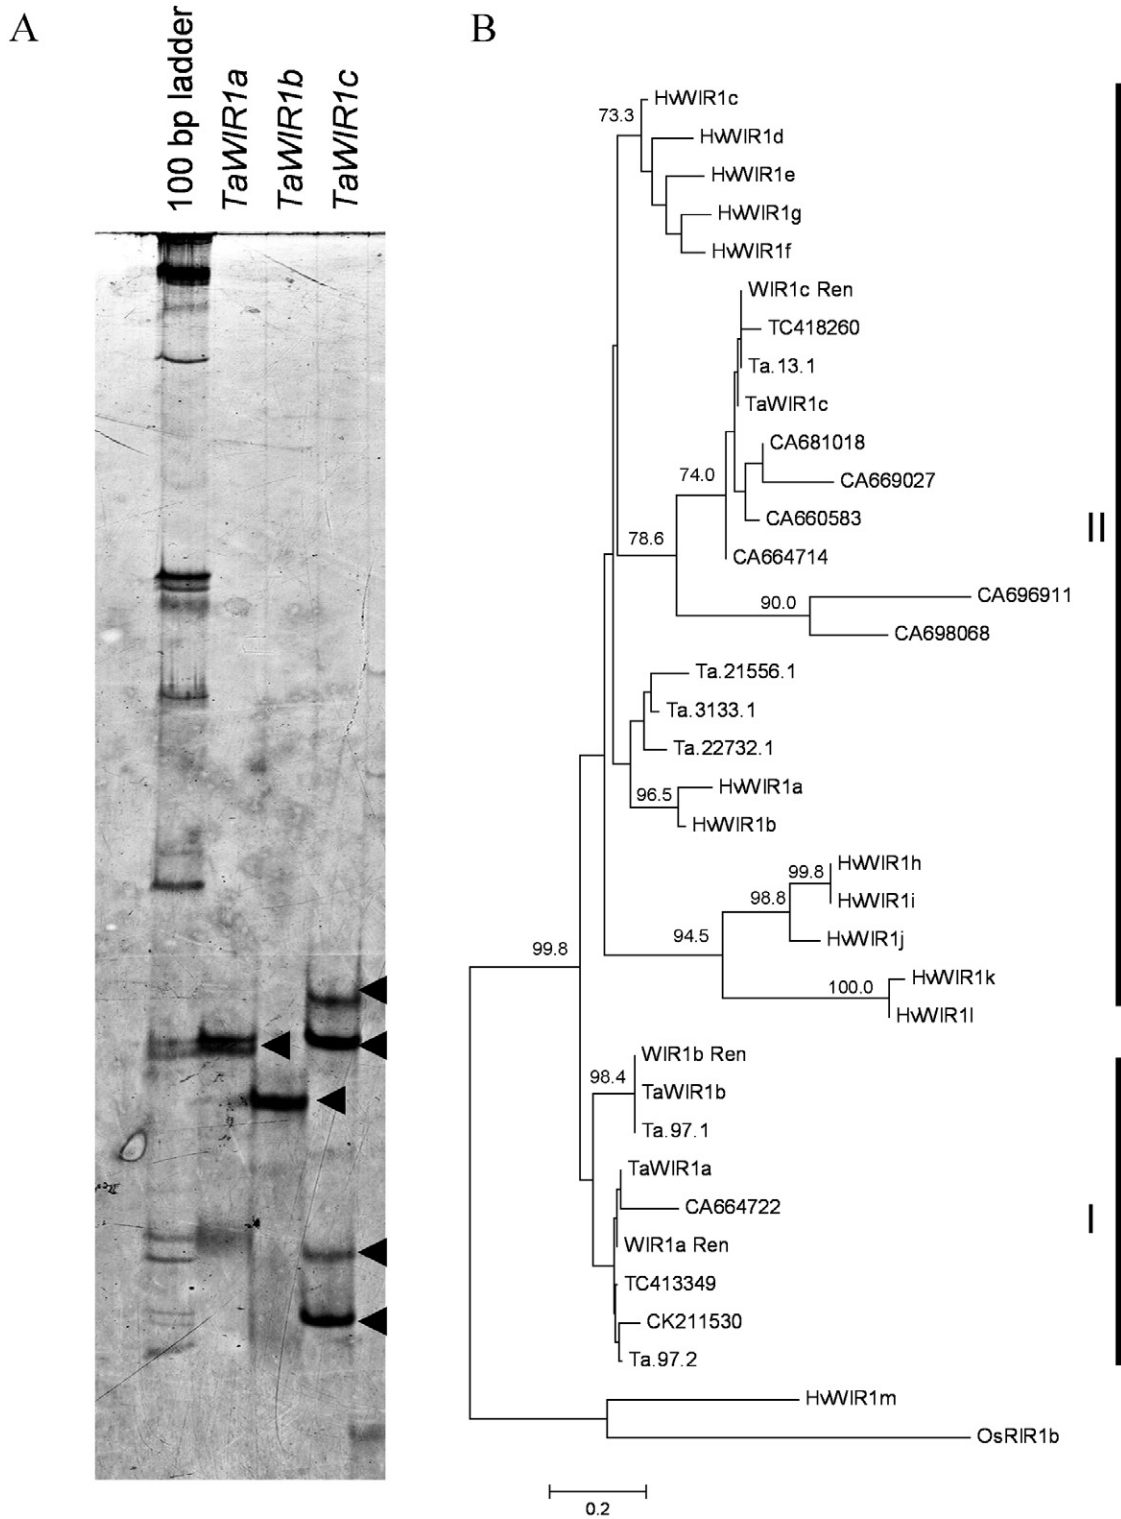 A
B
100 bp ladder
TaWIR1a
TaWIR1b
TaWIR1c
HvWIR1c
73.3
HvWIR1d
HvWIR1e
HvWIR1g
HvWIR1f
WIR1c Ren
TC418260
Ta.13.1
TaWIR1c
CA681018
74.0
CA669027
CA660583
II
78.6
CA664714
CA696911
90.0
CA698068
Ta.21556.1
Ta.3133.1
Ta.22732.1
HvWIR1a
96.5
HvWIR1b
HvWIR1h
99.8
98.8
HvWIR1i
94.5
HvWIR1j
99.8
HvWIR1k
100.0
HvWIR1l
WIR1b Ren
98.4
TaWIR1b
Ta.97.1
TaWIR1a
CA664722
I
WIR1a Ren
TC413349
CK211530
Ta.97.2
HvWIR1m
OsRIR1b
0.2